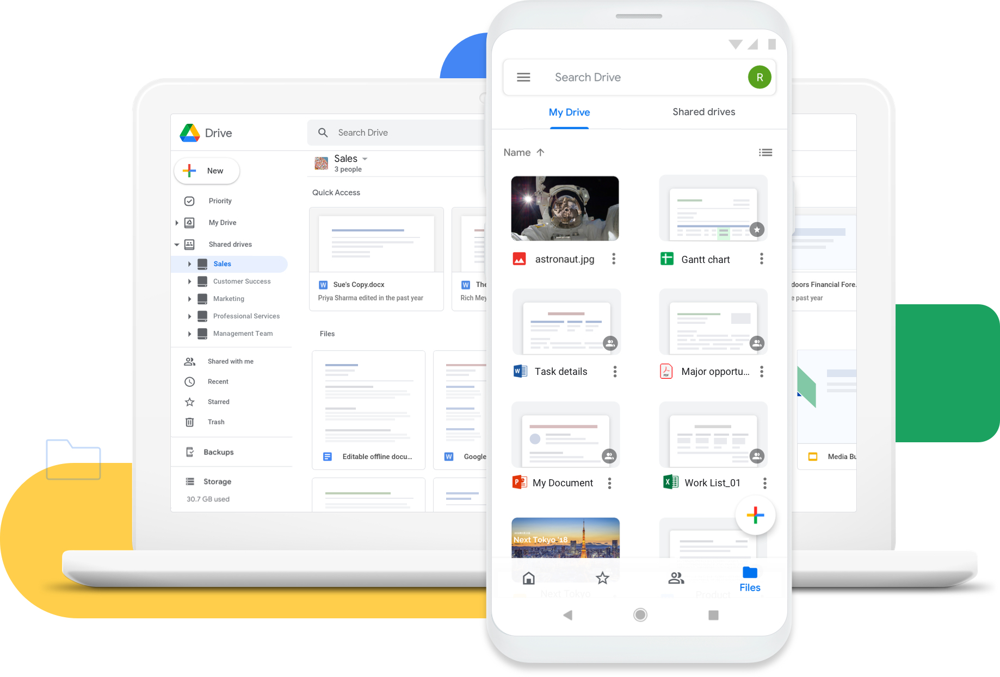 Drive
Search Drive
New
Priority
My Drive
Shared drives
Sales
Customer Success
Marketing
Professional Services
Management Team
Shared with me
Recent
Starred
Trash
Backups
Storage
30.7 GB used
Sales
3 people
Quick Access
W Sue's Copy.docx
Priya Sharma edited in the past year
W The
Rich Mey
doors Financial Fore.
e past year
Files
Editable offline docu...
W Google
Media Bu
Search Drive
R
My Drive
Shared drives
Name
astronaut.jpg
Gantt chart
W Task details
PDF Major opportu...
P My Document
X Work List_01
Next Tokyo '18
Next Tokyo
Product
Files